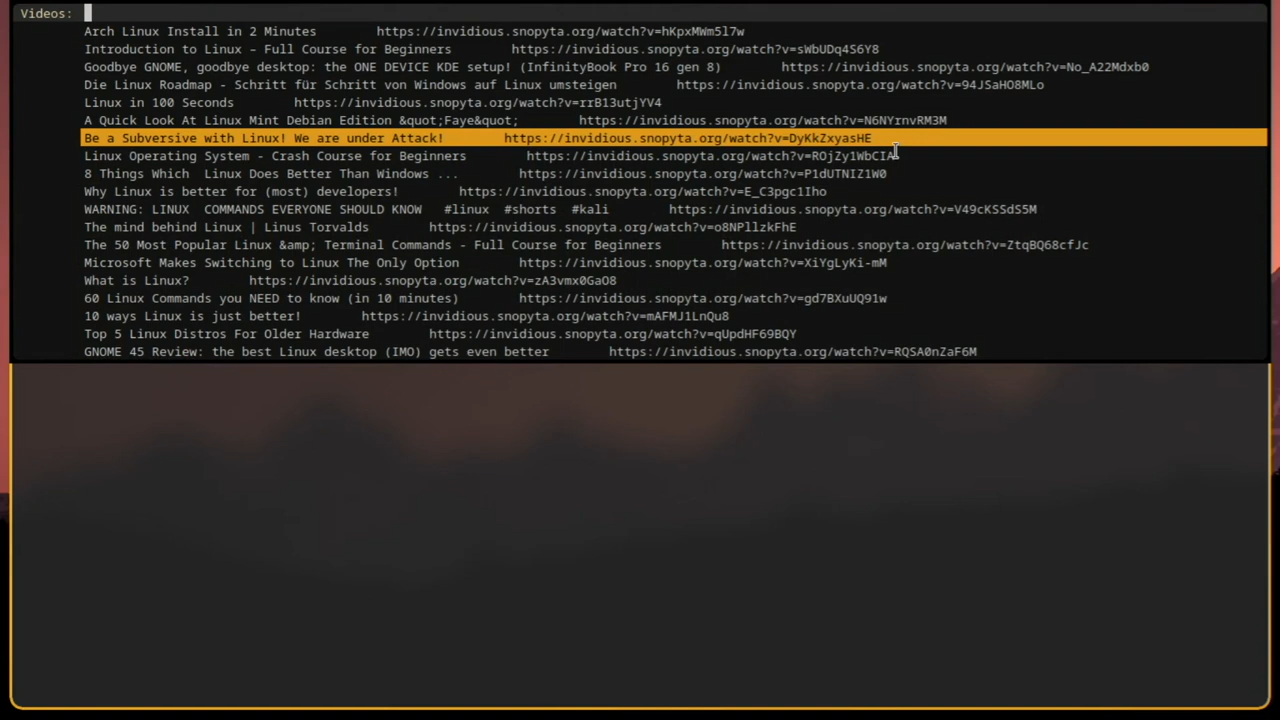 Videos:
Arch Linux Install in 2 Minutes https://invidious.snopyta.org/watch?v=hKpxMWm5l7w
Introduction to Linux – Full Course for Beginners https://invidious.snopyta.org/watch?v=sWbUDq4S6Y8
Goodbye GNOME, goodbye desktop: the ONE DEVICE KDE setup! (InfinityBook Pro 16 gen 8) https://invidious.snopyta.org/watch?v=No_A22Mdxb0
Die Linux Roadmap - Schritt für Schritt von Windows auf Linux umsteigen https://invidious.snopyta.org/watch?v=94JSaHO8MLo
Linux in 100 Seconds https://invidious.snopyta.org/watch?v=rrB13utjYV4
A Quick Look At Linux Mint Debian Edition &quot;Faye&quot; https://invidious.snopyta.org/watch?v=N6NYrnvRM3M
Be a Subversive with Linux! We are under Attack! https://invidious.snopyta.org/watch?v=DyKkZxyasHE
Linux Operating System - Crash Course for Beginners https://invidious.snopyta.org/watch?v=ROjZy1WbCIA
8 Things Which Linux Does Better Than Windows ... https://invidious.snopyta.org/watch?v=P1dUTNIZ1W0
Why Linux is better for (most) developers! https://invidious.snopyta.org/watch?v=E_C3pgc1Iho
WARNING: LINUX COMMANDS EVERYONE SHOULD KNOW #linux #shorts #kali https://invidious.snopyta.org/watch?v=V49cKSSdS5M
The mind behind Linux | Linus Torvalds https://invidious.snopyta.org/watch?v=o8NPllzkFhE
The 50 Most Popular Linux &amp; Terminal Commands - Full Course for Beginners https://invidious.snopyta.org/watch?v=ZtqBQ68cfJc
Microsoft Makes Switching to Linux The Only Option https://invidious.snopyta.org/watch?v=XiYgLyKi-mM
What is Linux? https://invidious.snopyta.org/watch?v=zA3vmx0GaO8
60 Linux Commands you NEED to know (in 10 minutes) https://invidious.snopyta.org/watch?v=gd7BXuUQ91w
10 ways Linux is just better! https://invidious.snopyta.org/watch?v=mAFMJ1LnQu8
Top 5 Linux Distros For Older Hardware https://invidious.snopyta.org/watch?v=qUpdHF69BQY
GNOME 45 Review: the best Linux desktop (IMO) gets even better https://invidious.snopyta.org/watch?v=RQSA0nZaF6M